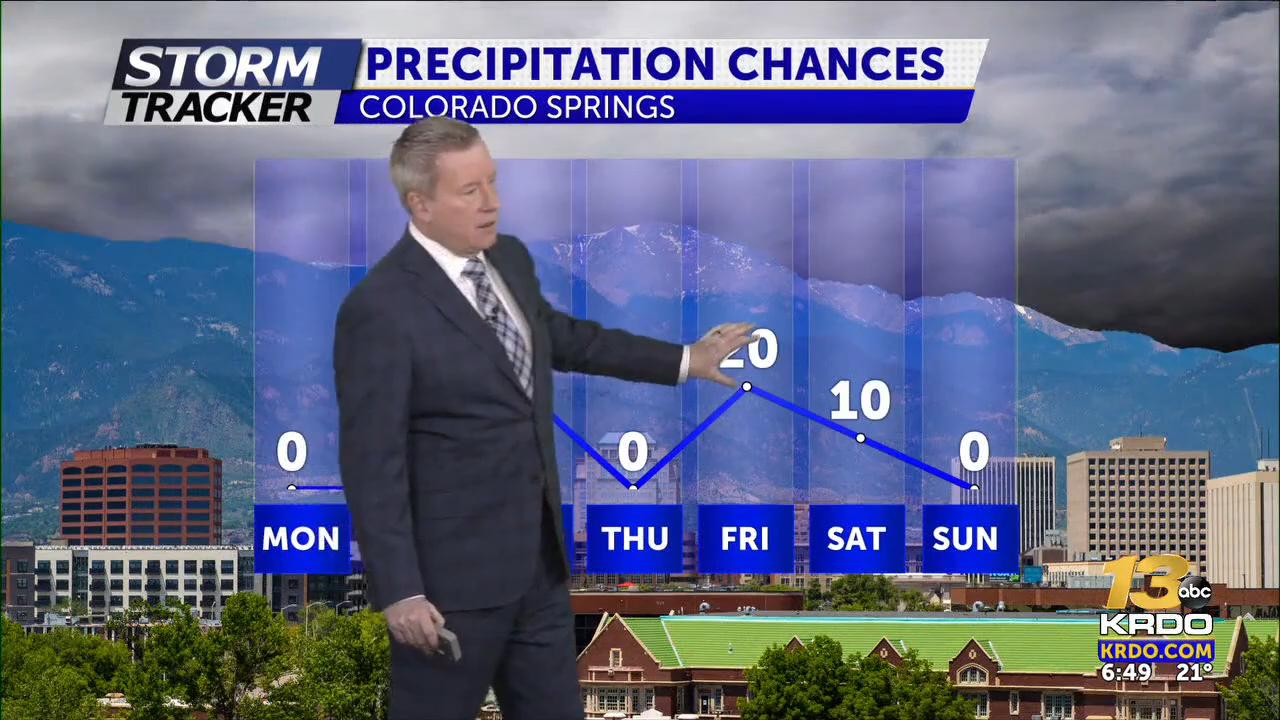 STORM
TRACKER
PRECIPITATION CHANCES
COLORADO SPRINGS
20
10
0
0
0
MON
THU
FRI
SAT
SUN
13
abc
KRDO
KRDO.COM
6:49 21°